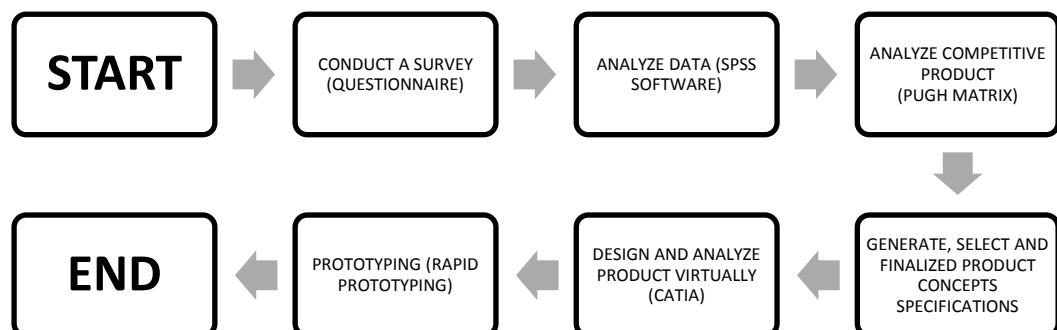 START
CONDUCT A SURVEY
(QUESTIONNAIRE)
ANALYZE DATA (SPSS
SOFTWARE)
ANALYZE COMPETITIVE
PRODUCT
(PUGH MATRIX)
GENERATE, SELECT AND
FINALIZED PRODUCT
CONCEPTS
SPECIFICATIONS
DESIGN AND ANALYZE
PRODUCT VIRTUALLY
(CATIA)
PROTOTYPING (RAPID
PROTOTYPING)
END